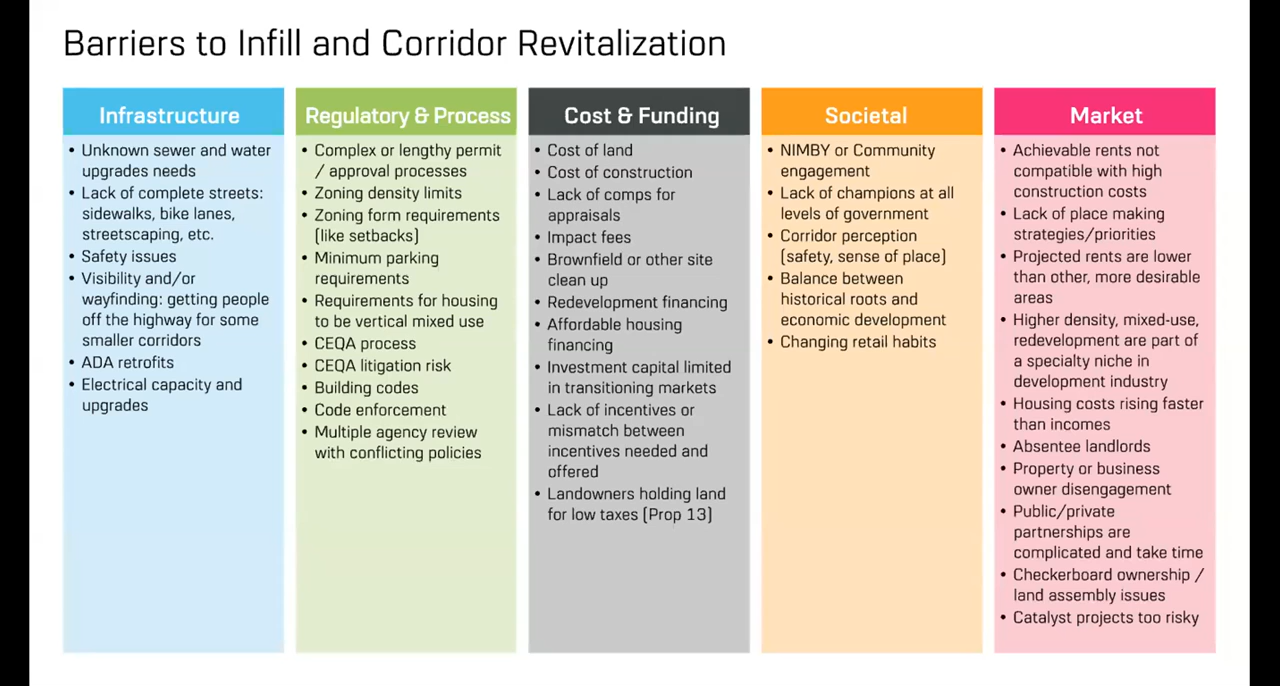 Barriers to Infill and Corridor Revitalization
Infrastructure
• Unknown sewer and water
upgrades needs
• Lack of complete streets:
sidewalks, bike lanes,
streetscaping, etc.
• Safety issues
• Visibility and/or
wayfinding: getting people
off the highway for some
smaller corridors
• ADA retrofits
• Electrical capacity and
upgrades
Regulatory & Process
• Complex or lengthy permit
/ approval processes
• Zoning density limits
• Zoning form requirements
(like setbacks)
• Minimum parking
requirements
• Requirements for housing
to be vertical mixed use
• CEQA process
• CEQA litigation risk
• Building codes
• Code enforcement
• Multiple agency review
with conflicting policies
Cost & Funding
• Cost of land
• Cost of construction
• Lack of comps for
appraisals
• Impact fees
• Brownfield or other site
clean up
• Redevelopment financing
• Affordable housing
financing
• Investment capital limited
in transitioning markets
• Lack of incentives or
mismatch between
incentives needed and
offered
• Landowners holding land
for low taxes (Prop 13)
Societal
• NIMBY or Community
engagement
• Lack of champions at all
levels of government
• Corridor perception
(safety, sense of place)
• Balance between
historical roots and
economic development
• Changing retail habits
Market
• Achievable rents not
compatible with high
construction costs
• Lack of place making
strategies/priorities
• Projected rents are lower
than other, more desirable
areas
• Higher density, mixed-use,
redevelopment are part of
a specialty niche in
development industry
• Housing costs rising faster
than incomes
• Absentee landlords
• Property or business
owner disengagement
• Public/private
partnerships are
complicated and take time
• Checkerboard ownership /
land assembly issues
• Catalyst projects too risky